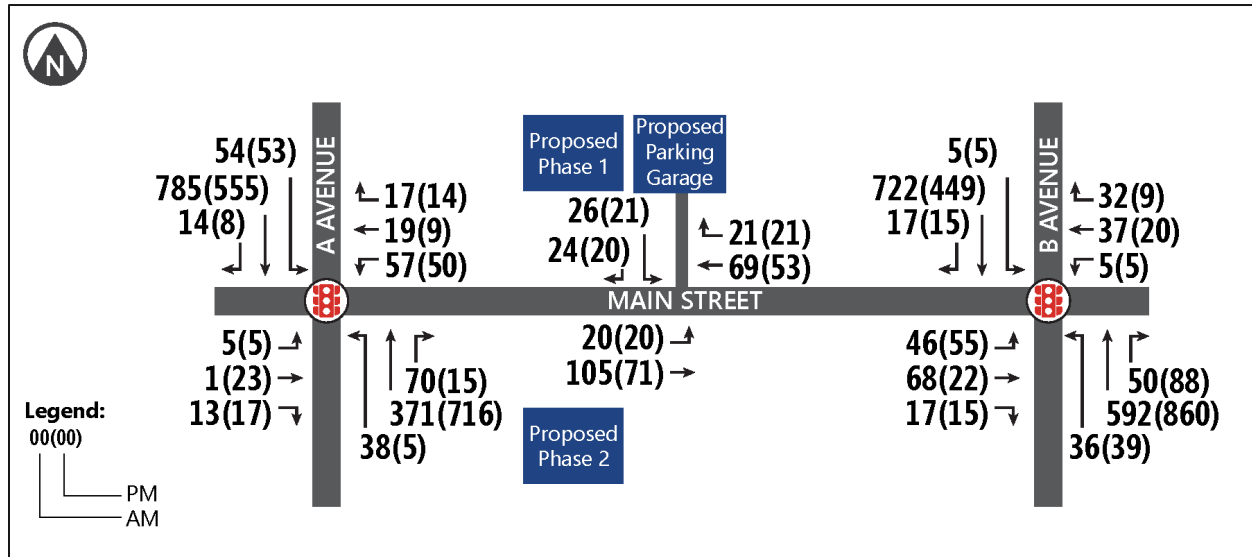 N
54(53)
785(555)
14(8)
A AVENUE
17(14)
19(9)
57(50)
Proposed
Phase 1
Proposed
Parking
Garage
26(21)
24(20)
21(21)
69(53)
5(5)
722(449)
17(15)
B AVENUE
32(9)
37(20)
5(5)
MAIN STREET
5(5)
1(23)
13(17)
70(15)
371(716)
38(5)
20(20)
105(71)
Proposed
Phase 2
46(55)
68(22)
17(15)
50(88)
592(860)
36(39)
Legend:
00(00)
PM
AM